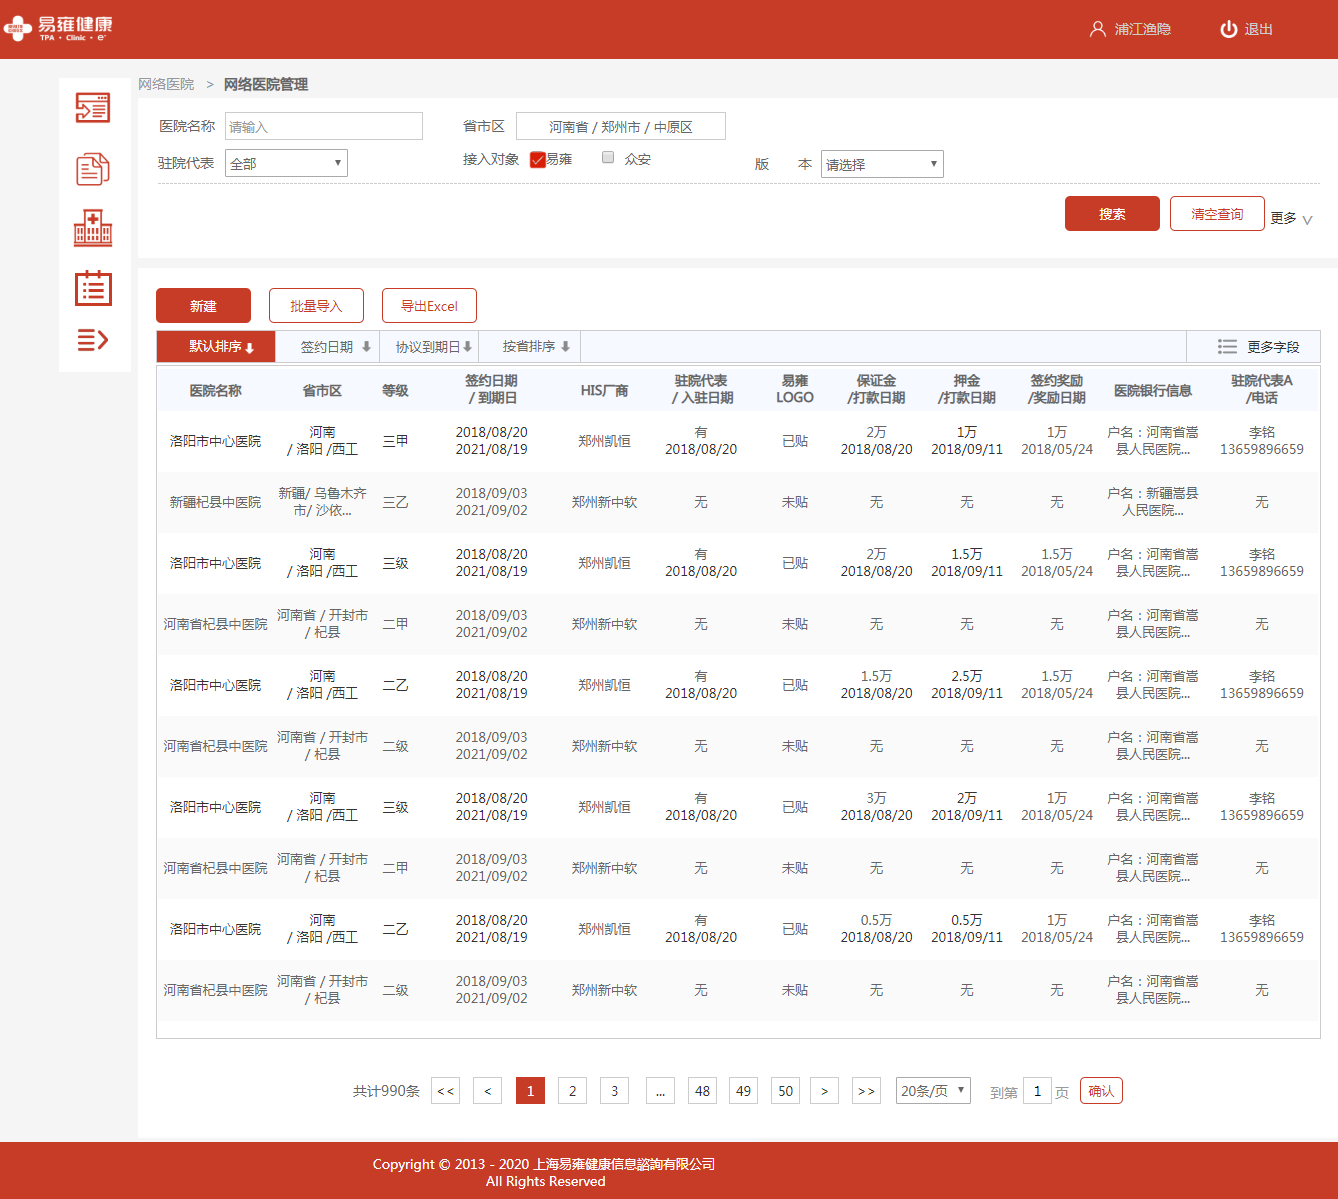 易雍健康
TPA · Clinic · e+
浦江渔隐 退出
网络医院 > 网络医院管理
医院名称 请输入 省市区 河南省 / 郑州市 / 中原区
驻院代表 全部 接入对象 易雍 众安 版 本 请选择
搜索 清空查询 更多
新建 批量导入 导出Excel
默认排序 签约日期 协议到期日 按省排序 更多字段
医院名称 省市区 等级 签约日期 / 到期日 HIS厂商 驻院代表 / 入驻日期 易雍 LOGO 保证金 /打款日期 押金 /打款日期 签约奖励 /奖励日期 医院银行信息 驻院代表A /电话
洛阳市中心医院 河南 / 洛阳 /西工 三甲 2018/08/20 2021/08/19 郑州凯恒 有 2018/08/20 已贴 2万 2018/08/20 1万 2018/09/11 1万 2018/05/24 户名：河南省嵩县人民医院... 李铭 13659896659
新疆杞县中医院 新疆/ 乌鲁木齐市/ 沙依... 三乙 2018/09/03 2021/09/02 郑州新中软 无 未贴 无 无 无 户名：新疆嵩县人民医院... 无
洛阳市中心医院 河南 / 洛阳 /西工 三级 2018/08/20 2021/08/19 郑州凯恒 有 2018/08/20 已贴 2万 2018/08/20 1.5万 2018/09/11 1.5万 2018/05/24 户名：河南省嵩县人民医院... 李铭 13659896659
河南省杞县中医院 河南省 / 开封市 / 杞县 二甲 2018/09/03 2021/09/02 郑州新中软 无 未贴 无 无 无 户名：河南省嵩县人民医院... 无
洛阳市中心医院 河南 / 洛阳 /西工 二乙 2018/08/20 2021/08/19 郑州凯恒 有 2018/08/20 已贴 1.5万 2018/08/20 2.5万 2018/09/11 1.5万 2018/05/24 户名：河南省嵩县人民医院... 李铭 13659896659
河南省杞县中医院 河南省 / 开封市 / 杞县 二级 2018/09/03 2021/09/02 郑州新中软 无 未贴 无 无 无 户名：河南省嵩县人民医院... 无
洛阳市中心医院 河南 / 洛阳 /西工 三级 2018/08/20 2021/08/19 郑州凯恒 有 2018/08/20 已贴 3万 2018/08/20 2万 2018/09/11 1万 2018/05/24 户名：河南省嵩县人民医院... 李铭 13659896659
河南省杞县中医院 河南省 / 开封市 / 杞县 二甲 2018/09/03 2021/09/02 郑州新中软 无 未贴 无 无 无 户名：河南省嵩县人民医院... 无
洛阳市中心医院 河南 / 洛阳 /西工 二乙 2018/08/20 2021/08/19 郑州凯恒 有 2018/08/20 已贴 0.5万 2018/08/20 0.5万 2018/09/11 1万 2018/05/24 户名：河南省嵩县人民医院... 李铭 13659896659
河南省杞县中医院 河南省 / 开封市 / 杞县 二级 2018/09/03 2021/09/02 郑州新中软 无 未贴 无 无 无 户名：河南省嵩县人民医院... 无
共计990条 << < 1 2 3 ... 48 49 50 > >> 20条/页 到第 1 页 确认
Copyright © 2013 - 2020 上海易雍健康信息諮詢有限公司
All Rights Reserved